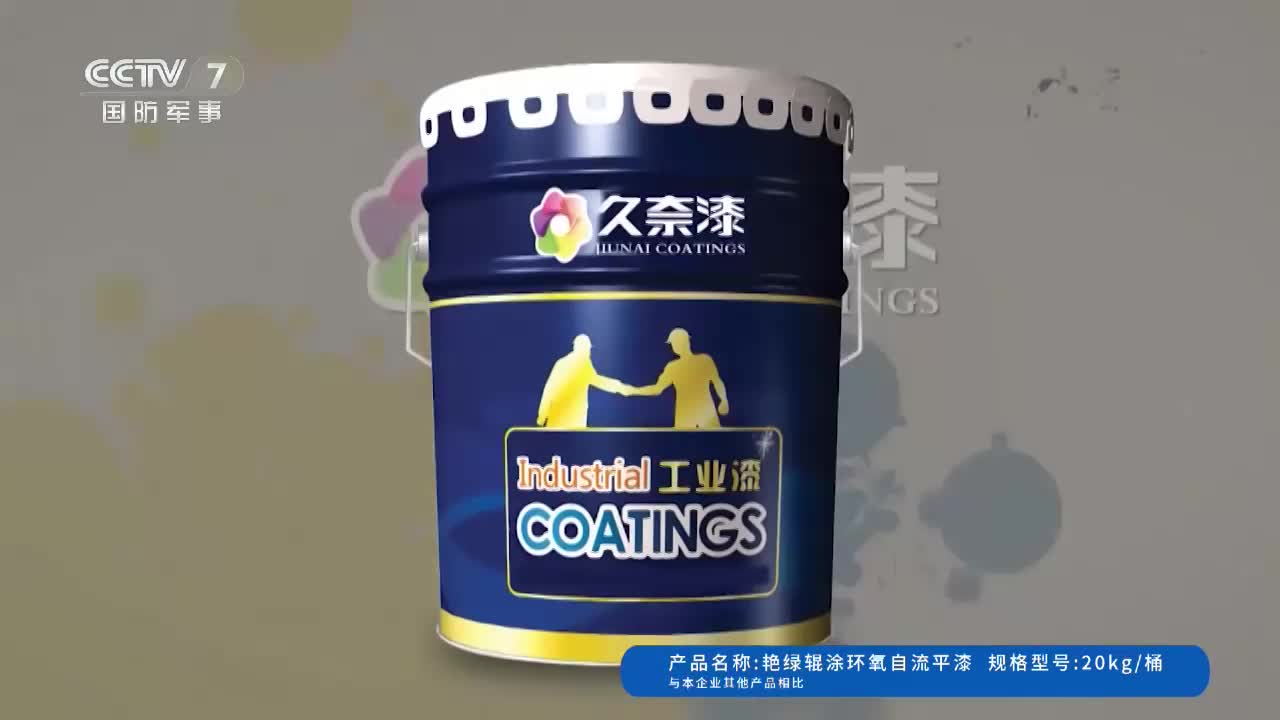 CCTV 7
国防军事
久奈漆
JIUNAI COATINGS
漆
INGS
Industrial 工业漆
COATINGS
产品名称:艳绿辊涂环氧自流平漆 规格型号:20kg/桶
与本企业其他产品相比